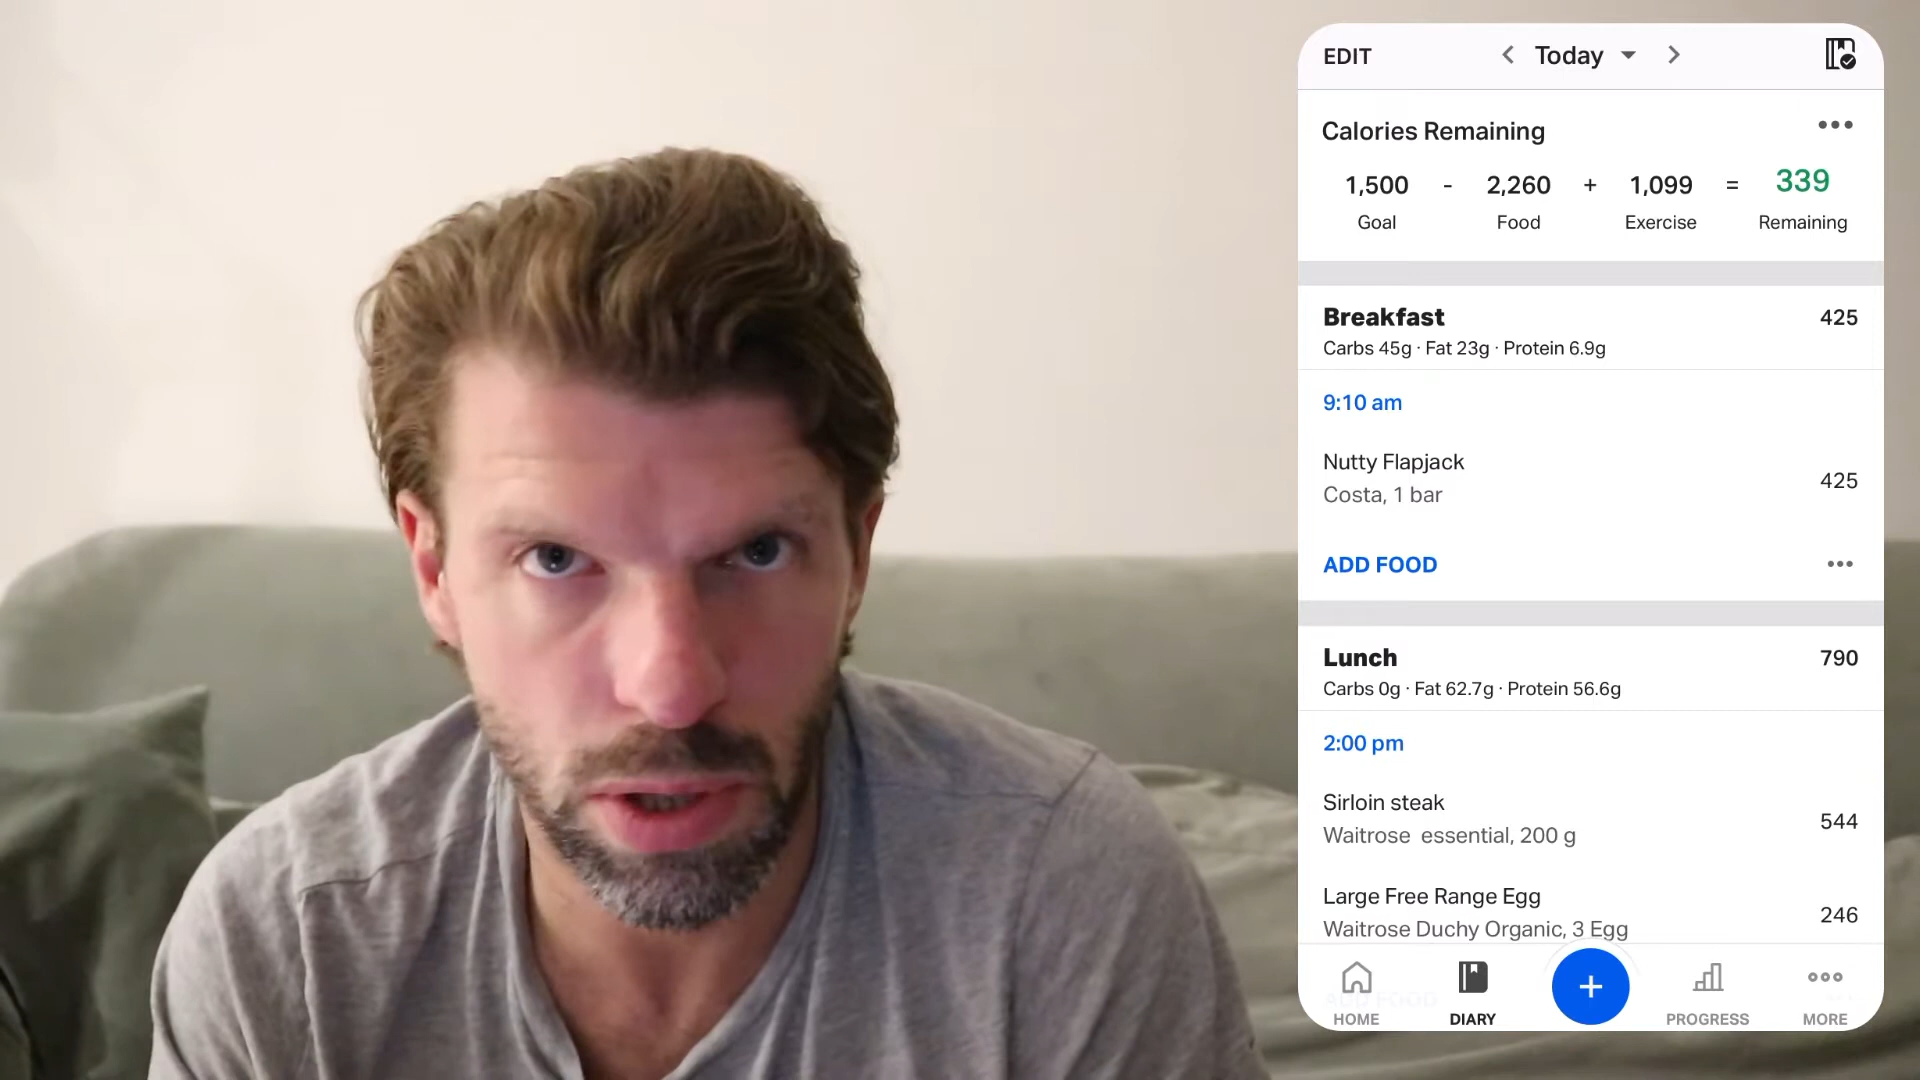 EDIT
Today
Calories Remaining
1,500 - 2,260 + 1,099 = 339
Goal Food Exercise Remaining
Breakfast 425
Carbs 45g · Fat 23g · Protein 6.9g
9:10 am
Nutty Flapjack
Costa, 1 bar
425
ADD FOOD
Lunch 790
Carbs 0g · Fat 62.7g · Protein 56.6g
2:00 pm
Sirloin steak
Waitrose essential, 200 g
544
Large Free Range Egg
Waitrose Duchy Organic, 3 Egg
246
ADD FOOD
HOME DIARY PROGRESS MORE